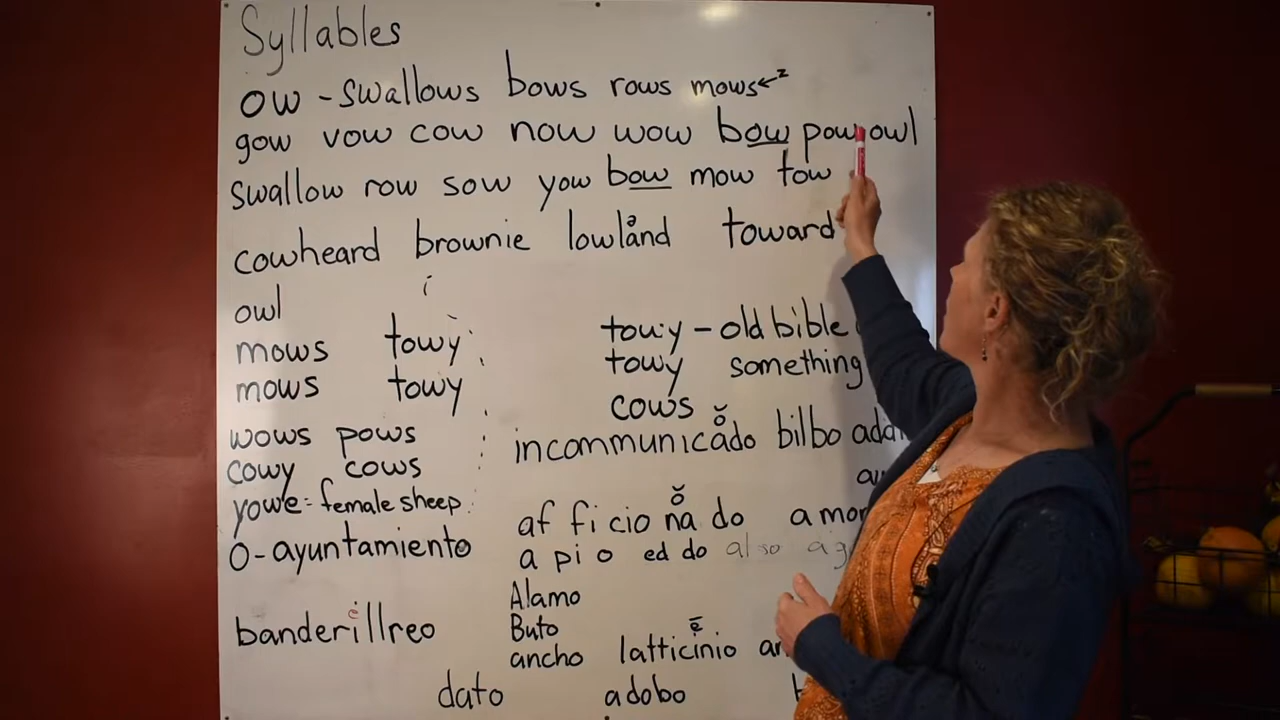 Syllables
ow - swallows bows rows mows ← z
gow vow cow now wow bow pow owl
swallow row sow yow bow mow tow
cowheard brownie lowland toward
owl
mows towy touy - old bible
mows towy towy something
cows
wows pows incommunicado bilbo
cowy cows
yowe = female sheep
af fi cio na do
o - ayuntamiento a pi o ed do also
Alamo
banderillreo Buto
ancho latticinio
dato adobo